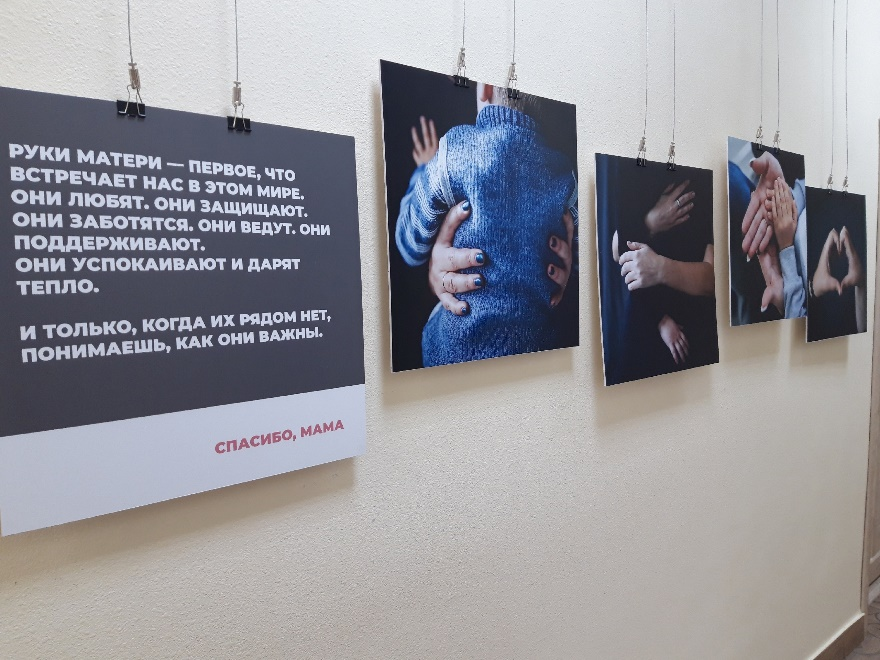 РУКИ МАТЕРИ — ПЕРВОЕ, ЧТО
ВСТРЕЧАЕТ НАС В ЭТОМ МИРЕ.
ОНИ ЛЮБЯТ. ОНИ ЗАЩИЩАЮТ.
ОНИ ЗАБОТЯТСЯ. ОНИ ВЕДУТ. ОНИ
ПОДДЕРЖИВАЮТ.
ОНИ УСПОКАИВАЮТ И ДАРЯТ
ТЕПЛО.
И ТОЛЬКО, КОГДА ИХ РЯДОМ НЕТ,
ПОНИМАЕШЬ, КАК ОНИ ВАЖНЫ.
СПАСИБО, МАМА